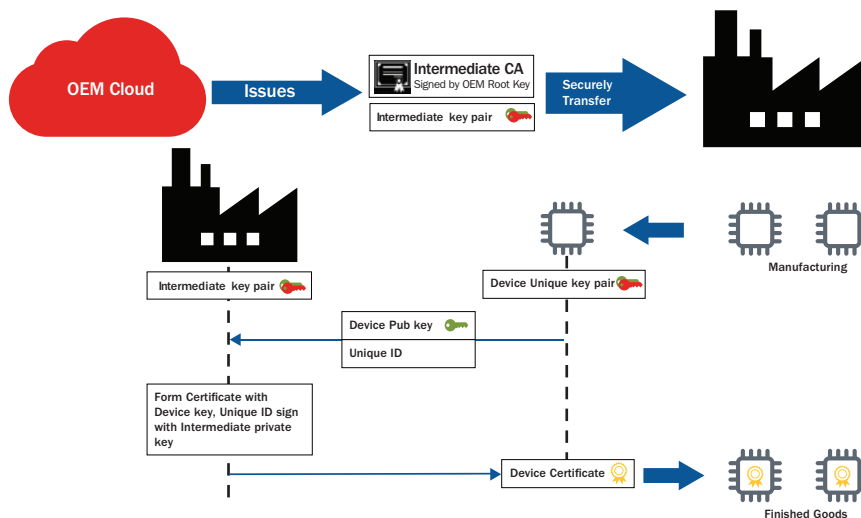 OEM Cloud
Issues
Intermediate CA
Signed by OEM Root Key
Intermediate key pair
Securely
Transfer
Manufacturing
Intermediate key pair
Device Unique key pair
Device Pub key
Unique ID
Form Certificate with
Device key, Unique ID sign
with Intermediate private
key
Device Certificate
Finished Goods